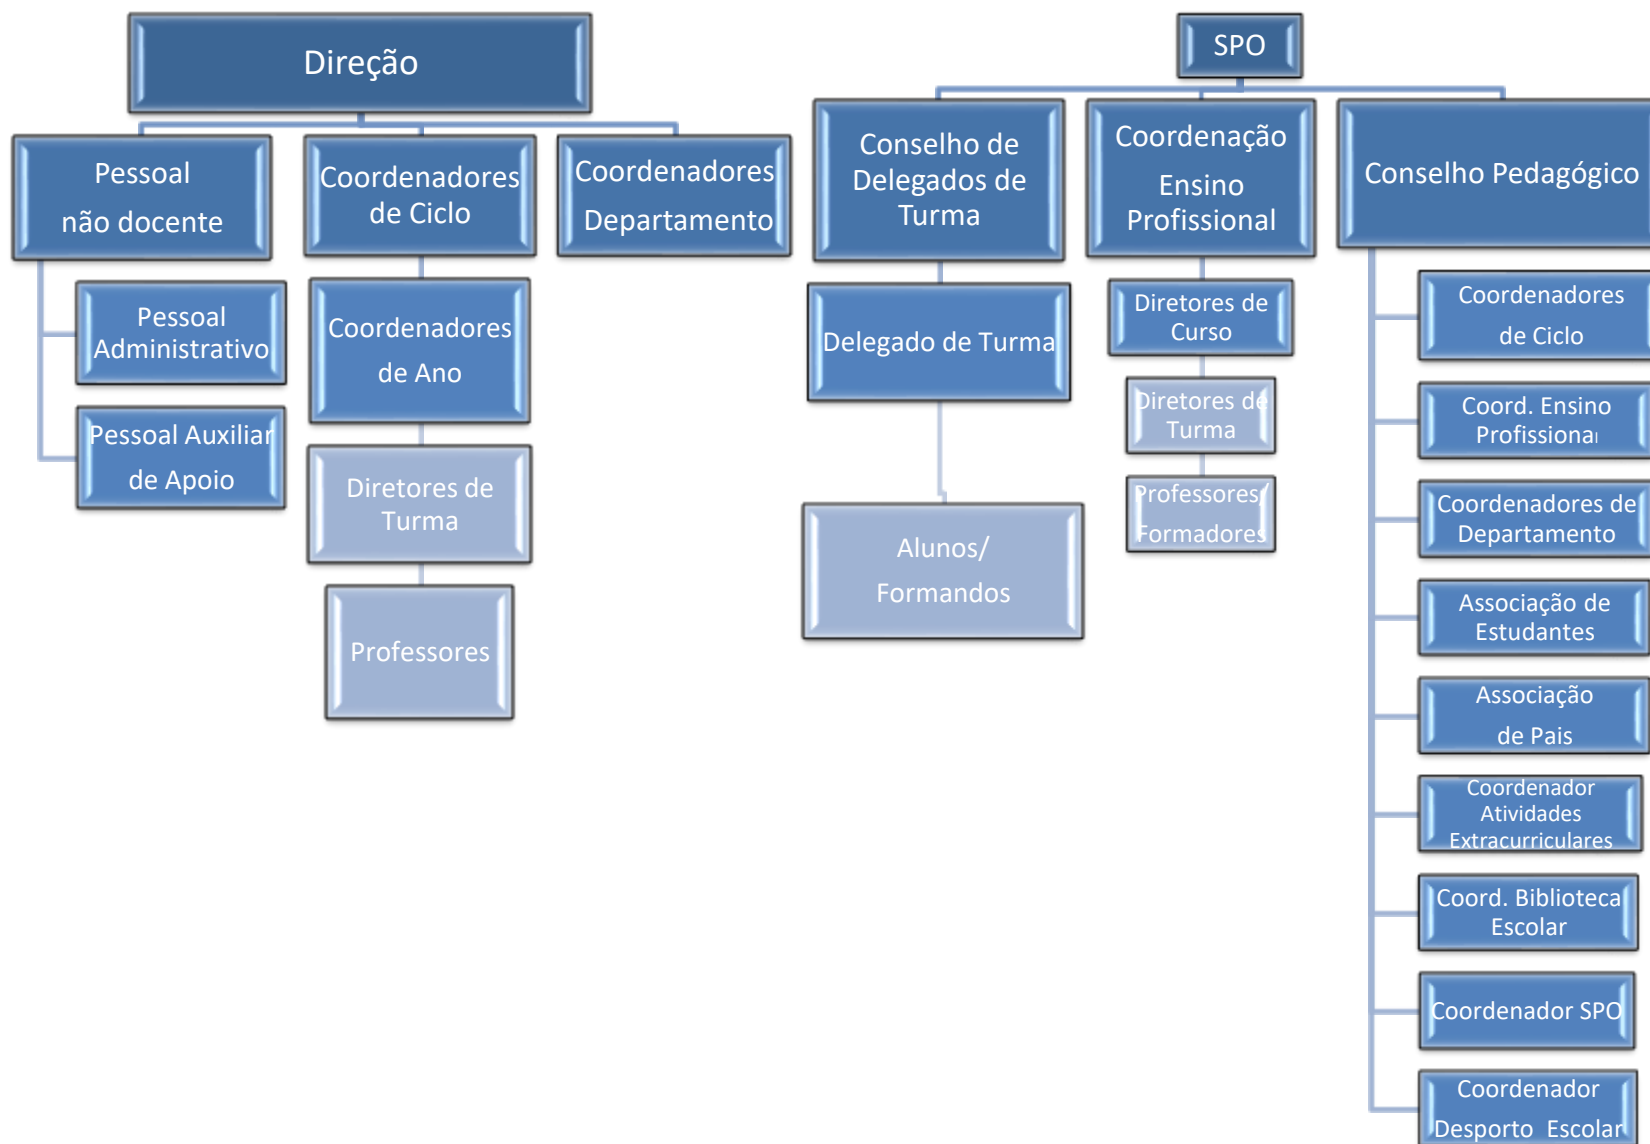 Direção
Pessoal
não docente
Pessoal
Administrativo
Pessoal Auxiliar
de Apoio
Coordenadores
de Ciclo
Coordenadores
de Ano
Diretores de
Turma
Professores
Coordenadores
Departamento
SPO
Conselho de
Delegados de
Turma
Delegado de Turma
Alunos/
Formandos
Coordenação
Ensino
Profissional
Diretores de
Curso
Diretores de
Turma
Professores/
Formadores
Conselho Pedagógico
Coordenadores
de Ciclo
Coord. Ensino
Profissional
Coordenadores de
Departamento
Associação de
Estudantes
Associação
de Pais
Coordenador
Atividades
Extracurriculares
Coord. Biblioteca
Escolar
Coordenador SPO
Coordenador
Desporto Escolar